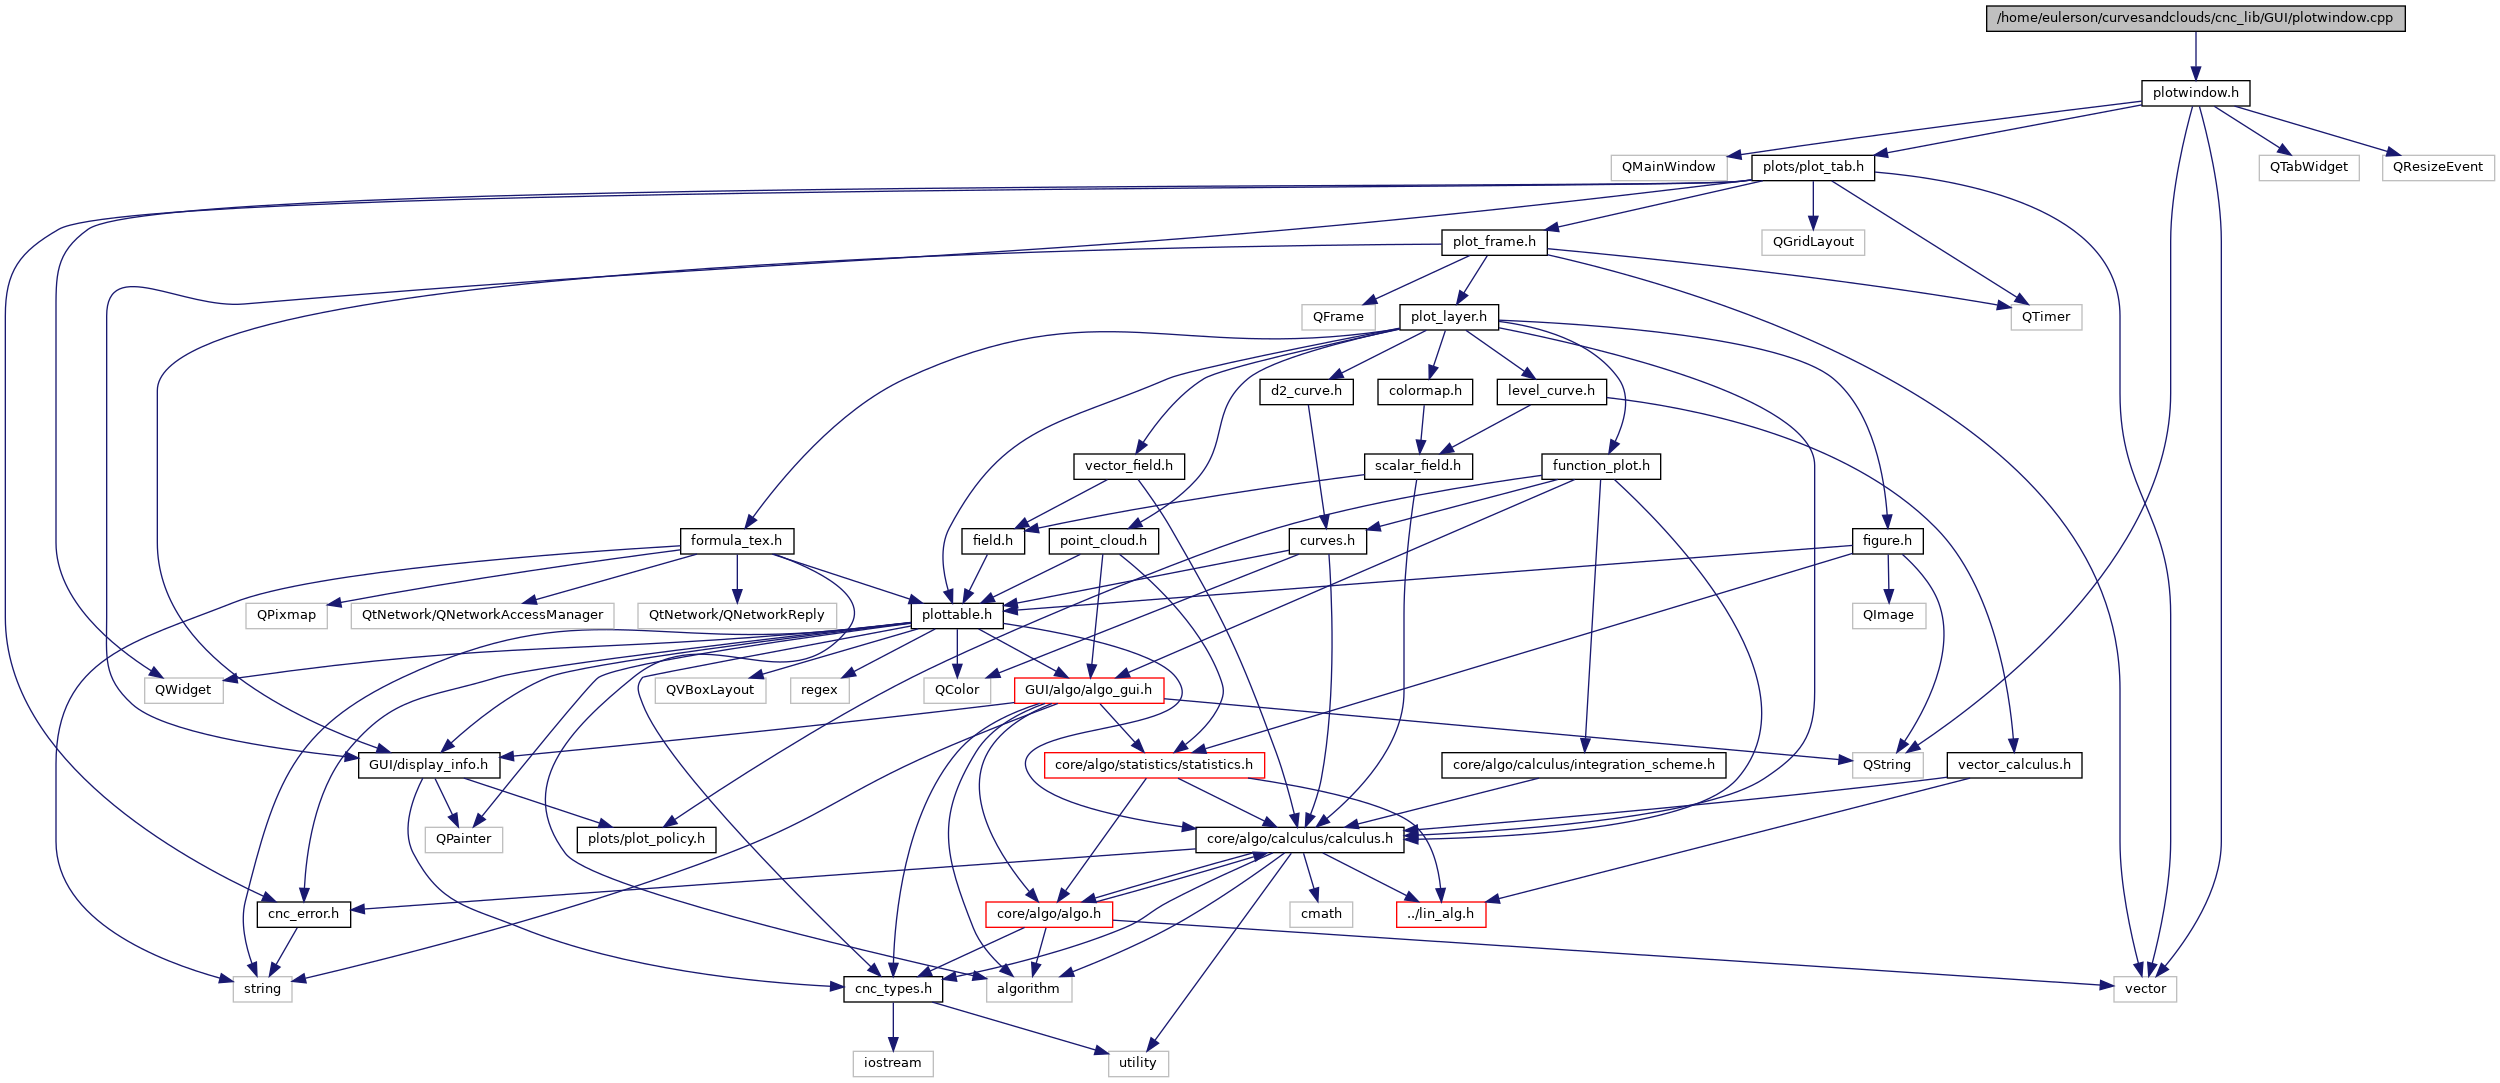 /home/eulerson/curvesandclouds/cnc_lib/GUI/plotwindow.cpp
plotwindow.h
QMainWindow
plots/plot_tab.h
QTabWidget
QResizeEvent
plot_frame.h
QGridLayout
QFrame
plot_layer.h
QTimer
d2_curve.h
colormap.h
level_curve.h
vector_field.h
scalar_field.h
function_plot.h
formula_tex.h
field.h
point_cloud.h
curves.h
figure.h
QPixmap
QtNetwork/QNetworkAccessManager
QtNetwork/QNetworkReply
plottable.h
QImage
QWidget
QVBoxLayout
regex
QColor
GUI/algo/algo_gui.h
GUI/display_info.h
core/algo/statistics/statistics.h
core/algo/calculus/integration_scheme.h
QString
vector_calculus.h
QPainter
plots/plot_policy.h
core/algo/calculus/calculus.h
cnc_error.h
core/algo/algo.h
cmath
../lin_alg.h
string
cnc_types.h
algorithm
vector
iostream
utility